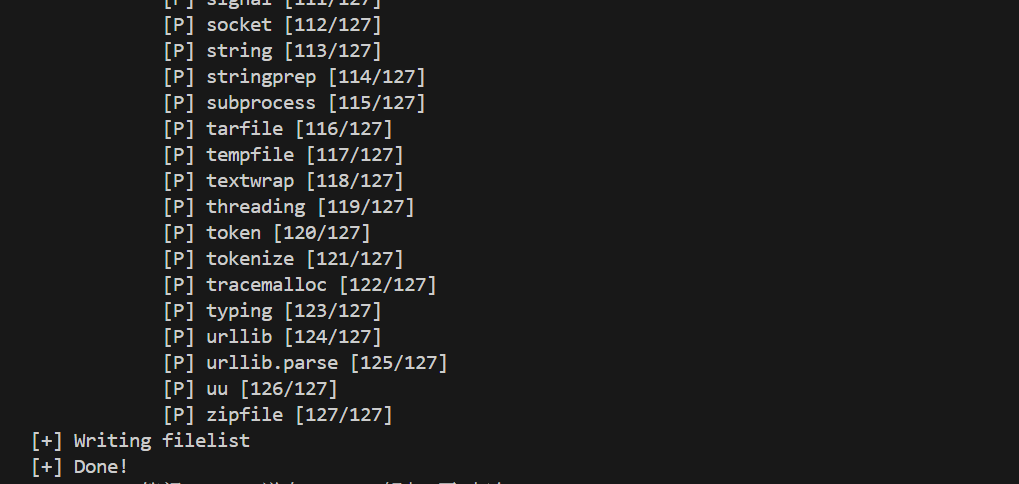 [P] signal [111/127]
[P] socket [112/127]
[P] string [113/127]
[P] stringprep [114/127]
[P] subprocess [115/127]
[P] tarfile [116/127]
[P] tempfile [117/127]
[P] textwrap [118/127]
[P] threading [119/127]
[P] token [120/127]
[P] tokenize [121/127]
[P] tracemalloc [122/127]
[P] typing [123/127]
[P] urllib [124/127]
[P] urllib.parse [125/127]
[P] uu [126/127]
[P] zipfile [127/127]
[+] Writing filelist
[+] Done!